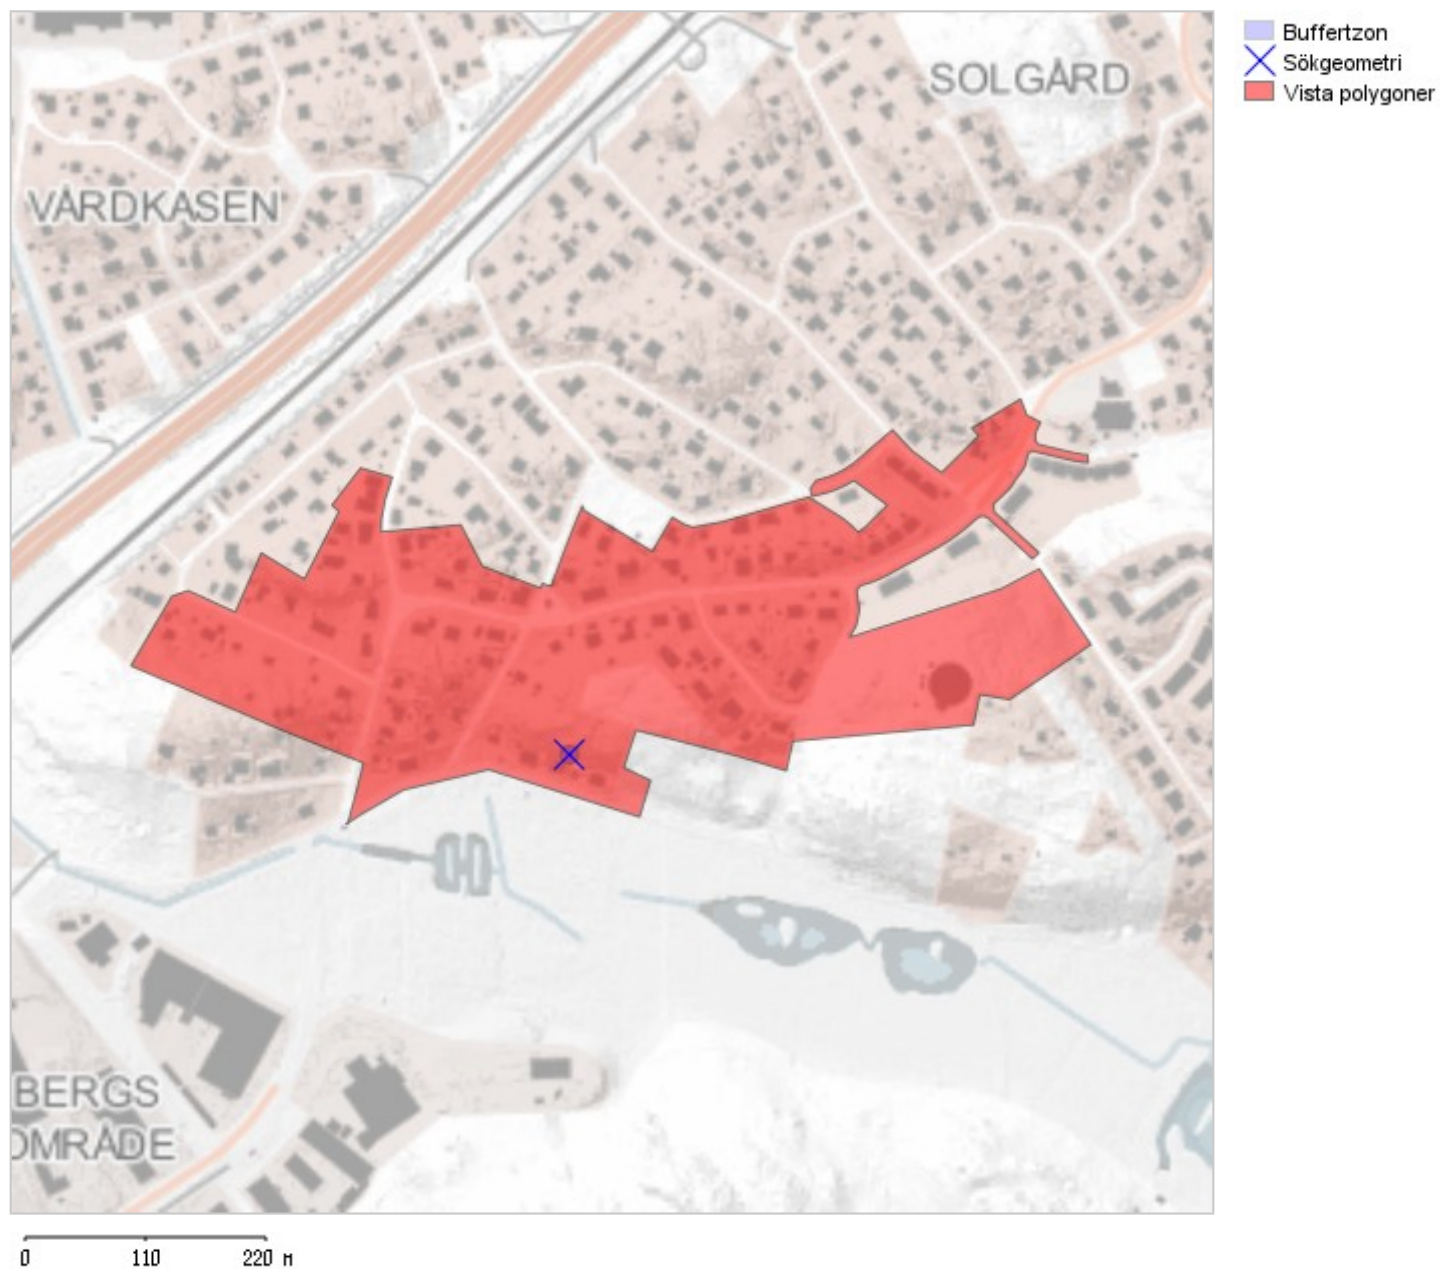 Buffertzon
Sökgeometri
Vista polygoner
SOLGÅRD
VÅRDKASEN
BERGS
OMRÅDE
0 110 220 M